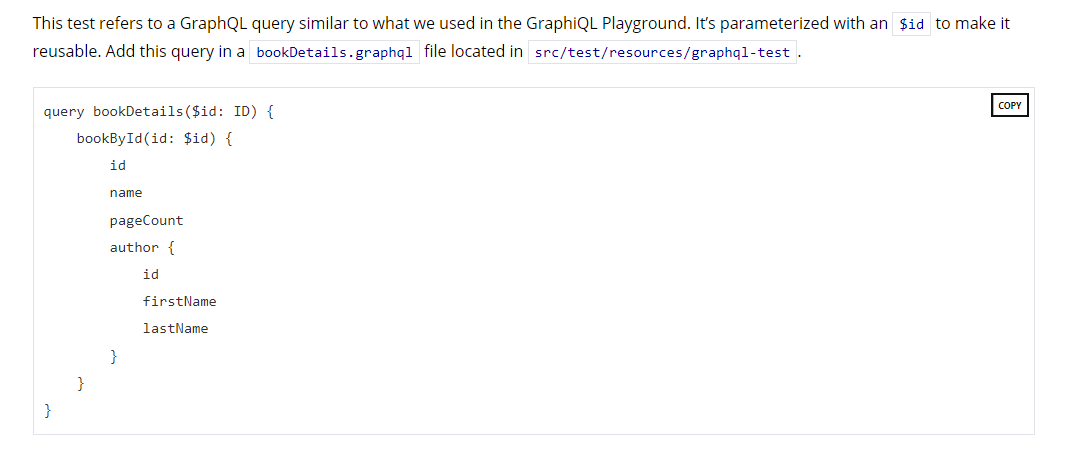 This test refers to a GraphQL query similar to what we used in the GraphiQL Playground. It’s parameterized with an $id to make it
reusable. Add this query in a bookDetails.graphql file located in src/test/resources/graphql-test .
COPY
query bookDetails($id: ID) {
    bookById(id: $id) {
        id
        name
        pageCount
        author {
            id
            firstName
            lastName
        }
    }
}